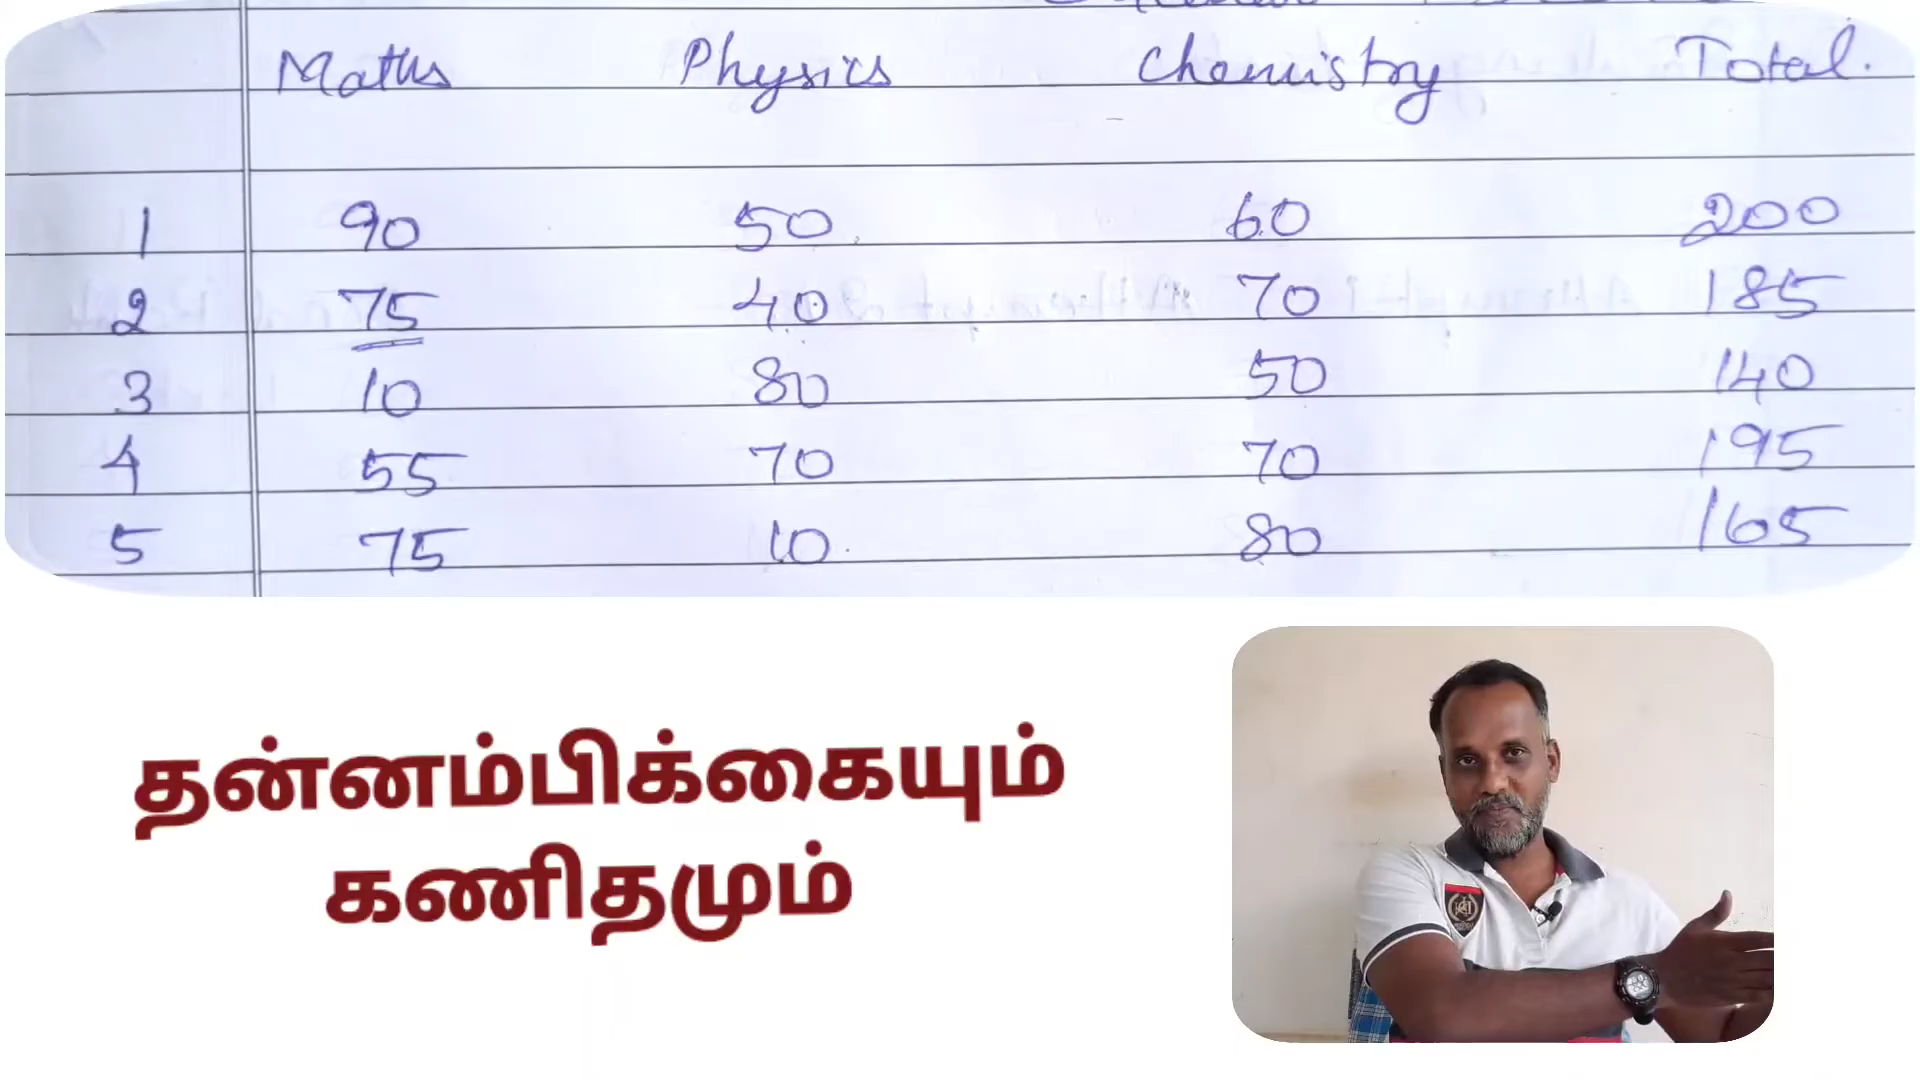 Maths Physics Chemistry Total.
1 90 50 60 200
2 75 40 70 185
3 10 80 50 140
4 55 70 70 195
5 75 10 80 165
தன்னம்பிக்கையும்
கணிதமும்